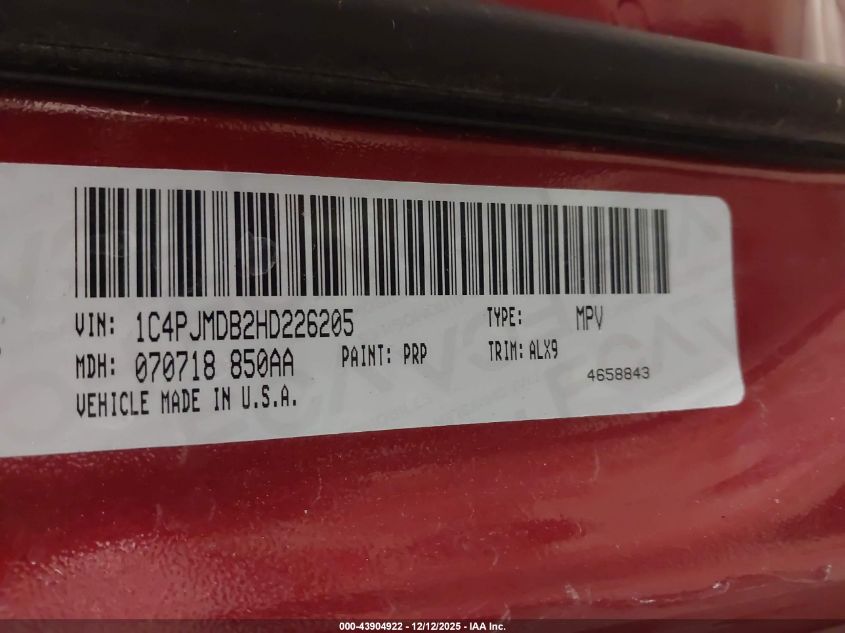 VIN: 1C4PJMDB2HD226205 TYPE: MPV
MDH: 070718 850AA PAINT: PRP TRIM: ALX9
VEHICLE MADE IN U.S.A. 4658843
000-43904922 - 12/12/2025 - IAA Inc.